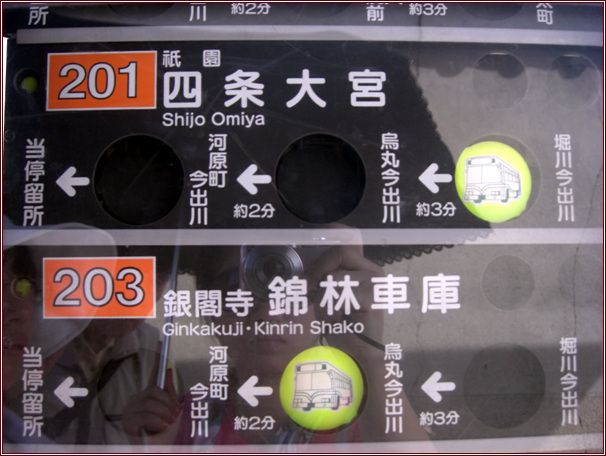 所
川
約2分
前
川
約3分
町
201
祇園
四条大宮
Shijo Omiya
当停留所
河原町
今出川
約2分
烏丸今出川
約3分
堀川今出川
203
銀閣寺 錦林車庫
Ginkakuji・Kinrin Shako
当停留所
河原町
今出川
約2分
烏丸今出川
約3分
堀川今出川